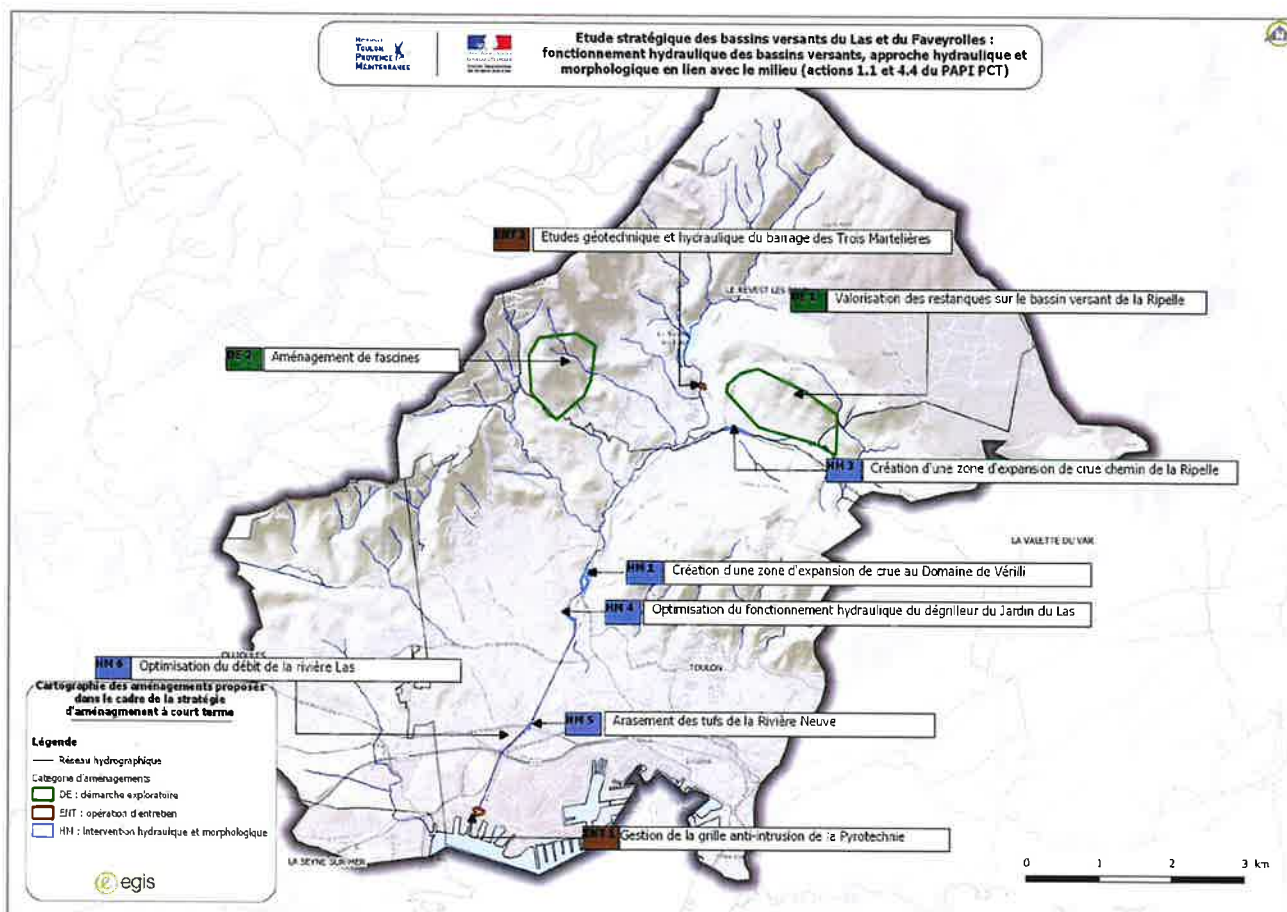 TOULON
PROVENCE
MÉDITERRANÉE
Etude stratégique des bassins versants du Las et du Faveyrolles :
fonctionnement hydraulique des bassins versants, approche hydraulique et
morphologique en lien avec le milieu (actions 1.1 et 4.4 du PAPI PCT)
Etudes géotechnique et hydraulique du barrage des Trois Martelières
LE REVEST LES
Valorisation des restanques sur le bassin versant de la Ripelle
DE 2 Aménagement de fascines
HM 3 Création d'une zone d'expansion de crue chemin de la Ripelle
LA VALETTE DU VAR
Création d'une zone d'expansion de crue au Domaine de Vérilli
HM 4 Optimisation du fonctionnement hydraulique du dégrilleur du Jardin du Las
OLLIOULES
HM 6 Optimisation du débit de la rivière Las
TOULON
HM 5 Arasement des tufs de la Rivière Neuve
ENT 1 Gestion de la grille anti-intrusion de la Pyrotechnie
LA SEYNE SUR MER
Cartographie des aménagements proposés
dans le cadre de la stratégie
d'aménagment à court terme
Légende
Réseau hydrographique
Catégorie d'aménagements
DE : démarche exploratoire
ENT : opération d'entretien
HM : Intervention hydraulique et morphologique
egis
0 1 2 3 km